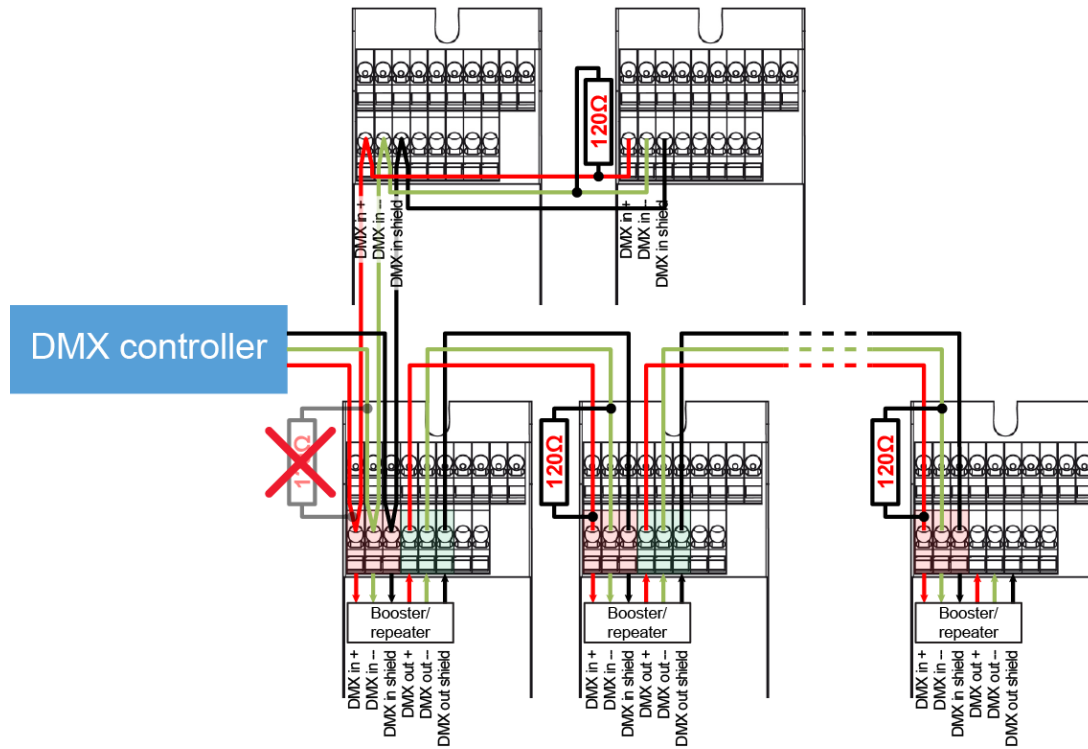 120Ω
DMX in +
DMX in --
DMX in shield
DMX in +
DMX in --
DMX in shield
DMX controller
120Ω
120Ω
Booster/
repeater
Booster/
repeater
Booster/
repeater
DMX in +
DMX in --
DMX in shield
DMX out +
DMX out --
DMX out shield
DMX in +
DMX in --
DMX in shield
DMX out +
DMX out --
DMX out shield
DMX in +
DMX in --
DMX in shield
DMX out +
DMX out --
DMX out shield